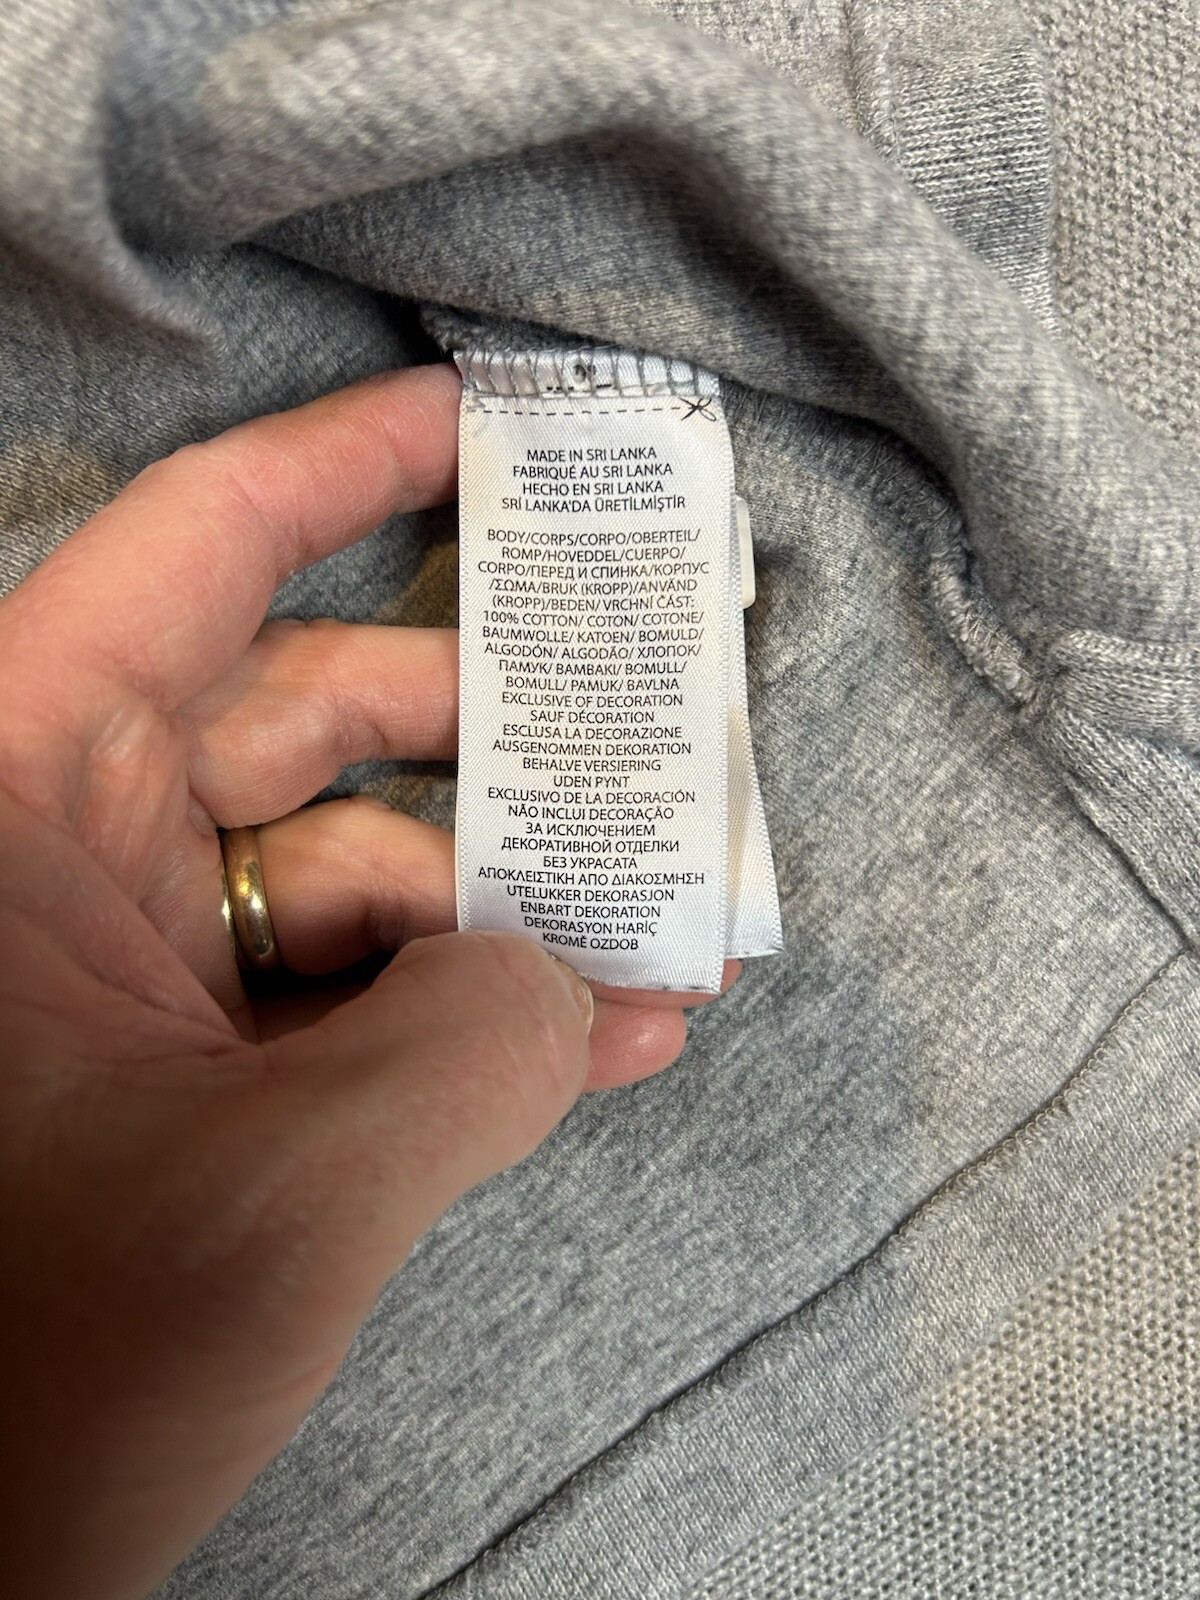 MADE IN SRI LANKA
FABRIQUÉ AU SRI LANKA
HECHO EN SRI LANKA
SRİ LANKA'DA ÜRETİLMİŞTİR
BODY/CORPS/CORPO/OBERTEIL/
ROMP/HOVEDDEL/CUERPO/
CORPO/ПЕРЕД И СПИНКА/КОРПУС
/ΣΩΜΑ/BRUK (KROPP)/ANVÄND
(KROPP)/BEDEN/ VRCHNÍ ČÁST:
100% COTTON/ COTON/ COTONE/
BAUMWOLLE/ KATOEN/ BOMULD/
ALGODÓN/ ALGODÃO/ ХЛОПОК/
ПАМУК/ BAMBAKI/ BOMULL/
BOMULL/ PAMUK/ BAVLNA
EXCLUSIVE OF DECORATION
SAUF DÉCORATION
ESCLUSA LA DECORAZIONE
AUSGENOMMEN DEKORATION
BEHALVE VERSIERING
UDEN PYNT
EXCLUSIVO DE LA DECORACIÓN
NÃO INCLUI DECORAÇÃO
ЗА ИСКЛЮЧЕНИЕМ
ДЕКОРАТИВНОЙ ОТДЕЛКИ
БЕЗ УКРАСАТА
ΑΠΟΚΛΕΙΣΤΙΚΗ ΑΠΟ ΔΙΑΚΟΣΜΗΣΗ
UTELUKKER DEKORASJON
ENBART DEKORATION
DEKORASYON HARİÇ
KROMĚ OZDOB